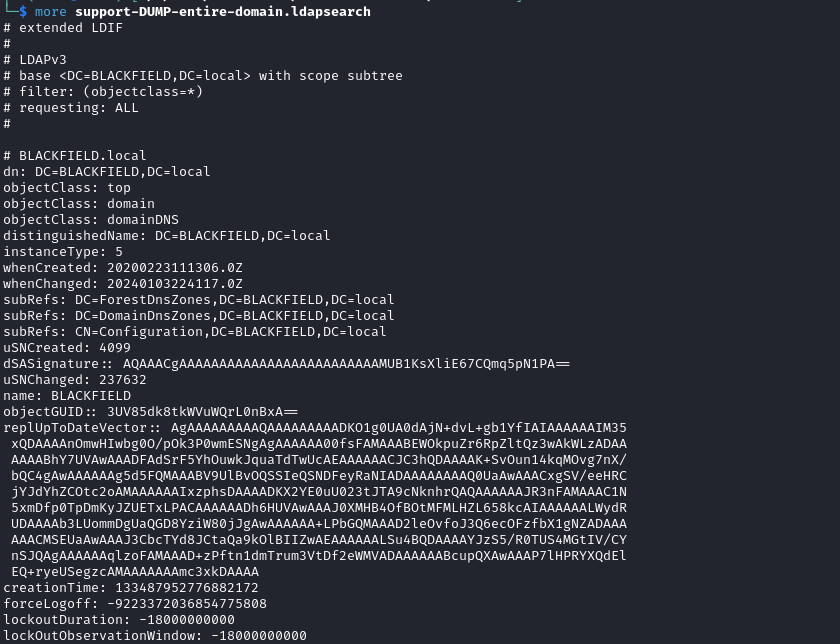 └─$ more support-DUMP-entire-domain.ldapsearch
# extended LDIF
#
# LDAPv3
# base <DC=BLACKFIELD,DC=local> with scope subtree
# filter: (objectclass=*)
# requesting: ALL
#
# BLACKFIELD.local
dn: DC=BLACKFIELD,DC=local
objectClass: top
objectClass: domain
objectClass: domainDNS
distinguishedName: DC=BLACKFIELD,DC=local
instanceType: 5
whenCreated: 20200223111306.0Z
whenChanged: 20240103224117.0Z
subRefs: DC=ForestDnsZones,DC=BLACKFIELD,DC=local
subRefs: DC=DomainDnsZones,DC=BLACKFIELD,DC=local
subRefs: CN=Configuration,DC=BLACKFIELD,DC=local
uSNCreated: 4099
dSASignature:: AQAAACgAAAAAAAAAAAAAAAAAAAAAAAAAMUB1KsXliE67CQmq5pN1PA==
uSNChanged: 237632
name: BLACKFIELD
objectGUID:: 3UV85dk8tkWVuWQrL0nBxA==
replUpToDateVector:: AgAAAAAAAAAQAAAAAAAAADKO1g0UA0dAjN+dvL+gb1YfIAIAAAAAAIM35
xQDAAAAnOmwHIwbg0O/pOk3P0wmESNgAgAAAAAA00fsFAMAAABEWOkpuZr6RpZltQz3wAkWLzADAA
AAAABhY7UVAwAAADFAdSrF5YhOuwkJquaTdTwUcAEAAAAAACJC3hQDAAAAK+SvOun14kqMOvg7nX/
bQC4gAwAAAAAAg5d5FQMAAABV9UlBvOQSSIeQSNDFeyRaNIADAAAAAAAAQ0UaAwAAACxgSV/eeHRC
jYJdYhZCOtc2oAMAAAAAAIxzphsDAAAADKX2YE0uU023tJTA9cNknhrQAQAAAAAAJR3nFAMAAAC1N
5xmDfp0TpDmKyJZUETxLPACAAAAAADh6HUVAwAAAJ0XMHB4OfBOtMFMLHZL658kcAIAAAAAALWydR
UDAAAAb3LUommDgUaQGD8YziW80jJgAwAAAAAA+LPbGQMAAAD2leOvfoJ3Q6ecOFzfbX1gNZADAAA
AAACMSEUaAwAAAJ3CbcTYd8JCtaQa9kOlBIIZwAEAAAAAALSu4BQDAAAAYJzS5/R0TUS4MGtIV/CY
nSJQAgAAAAAAqlzoFAMAAAD+zPftn1dmTrum3VtDf2eWMVADAAAAAABcupQXAwAAAP7lHPRYXQdEl
EQ+ryeUSegzcAMAAAAAAAmc3xkDAAAA
creationTime: 133487952776882172
forceLogoff: -9223372036854775808
lockoutDuration: -18000000000
lockOutObservationWindow: -18000000000